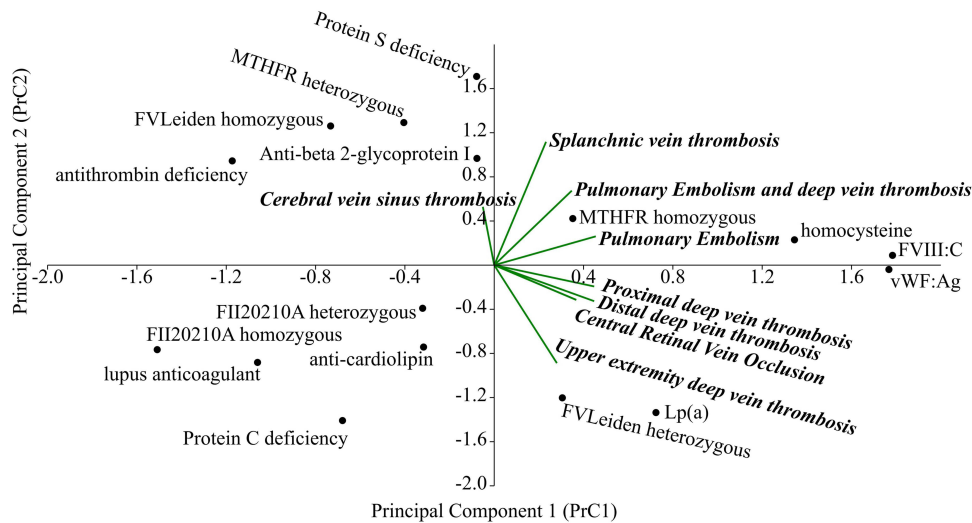 Protein S deficiency
1.6
MTHFR heterozygous
FVLeiden homozygous
1.2
Splanchnic vein thrombosis
Anti-beta 2-glycoprotein I
antithrombin deficiency
0.8
Cerebral vein sinus thrombosis
Pulmonary Embolism and deep vein thrombosis
0.4
MTHFR homozygous
homocysteine
Pulmonary Embolism
FVIII:C
-2.0
-1.6
-1.2
-0.8
-0.4
0.4
0.8
1.2
1.6
vWF:Ag
Proximal deep vein thrombosis
-0.4
FII20210A heterozygous
Distal deep vein thrombosis
Central Retinal Vein Occlusion
FII20210A homozygous
anti-cardiolipin
-0.8
lupus anticoagulant
Upper extremity deep vein thrombosis
-1.2
Lp(a)
FVLeiden heterozygous
Protein C deficiency
-1.6
-2.0
Principal Component 2 (PrC2)
Principal Component 1 (PrC1)